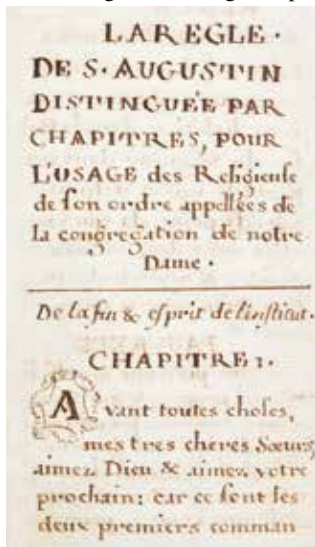 LA REGLE.
DE S. AUGUSTIN
DISTINGUÉE PAR
CHAPITRES, POUR
L'USAGE des Religieuse
de son ordre appellées de
la congregation de notre
Dame.
De la fin & esprit de l'institut.
CHAPITRE 1.
Avant toutes choses,
mes tres cheres Sœurs,
aimez Dieu & aimez votre
prochain: car ce sont les
deux premiers comman